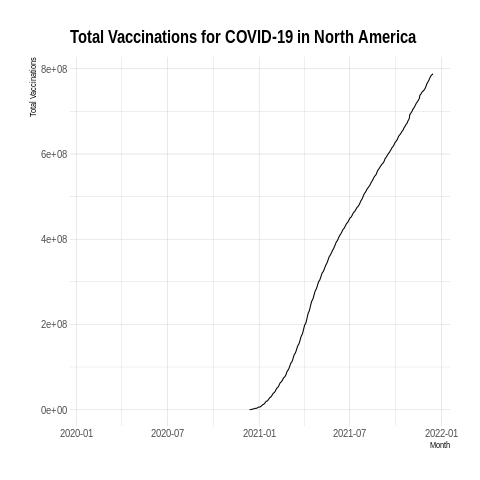 Total Vaccinations for COVID-19 in North America
Total Vaccinations
8e+08
6e+08
4e+08
2e+08
0e+00
2020-01 2020-07 2021-01 2021-07 2022-01
Month